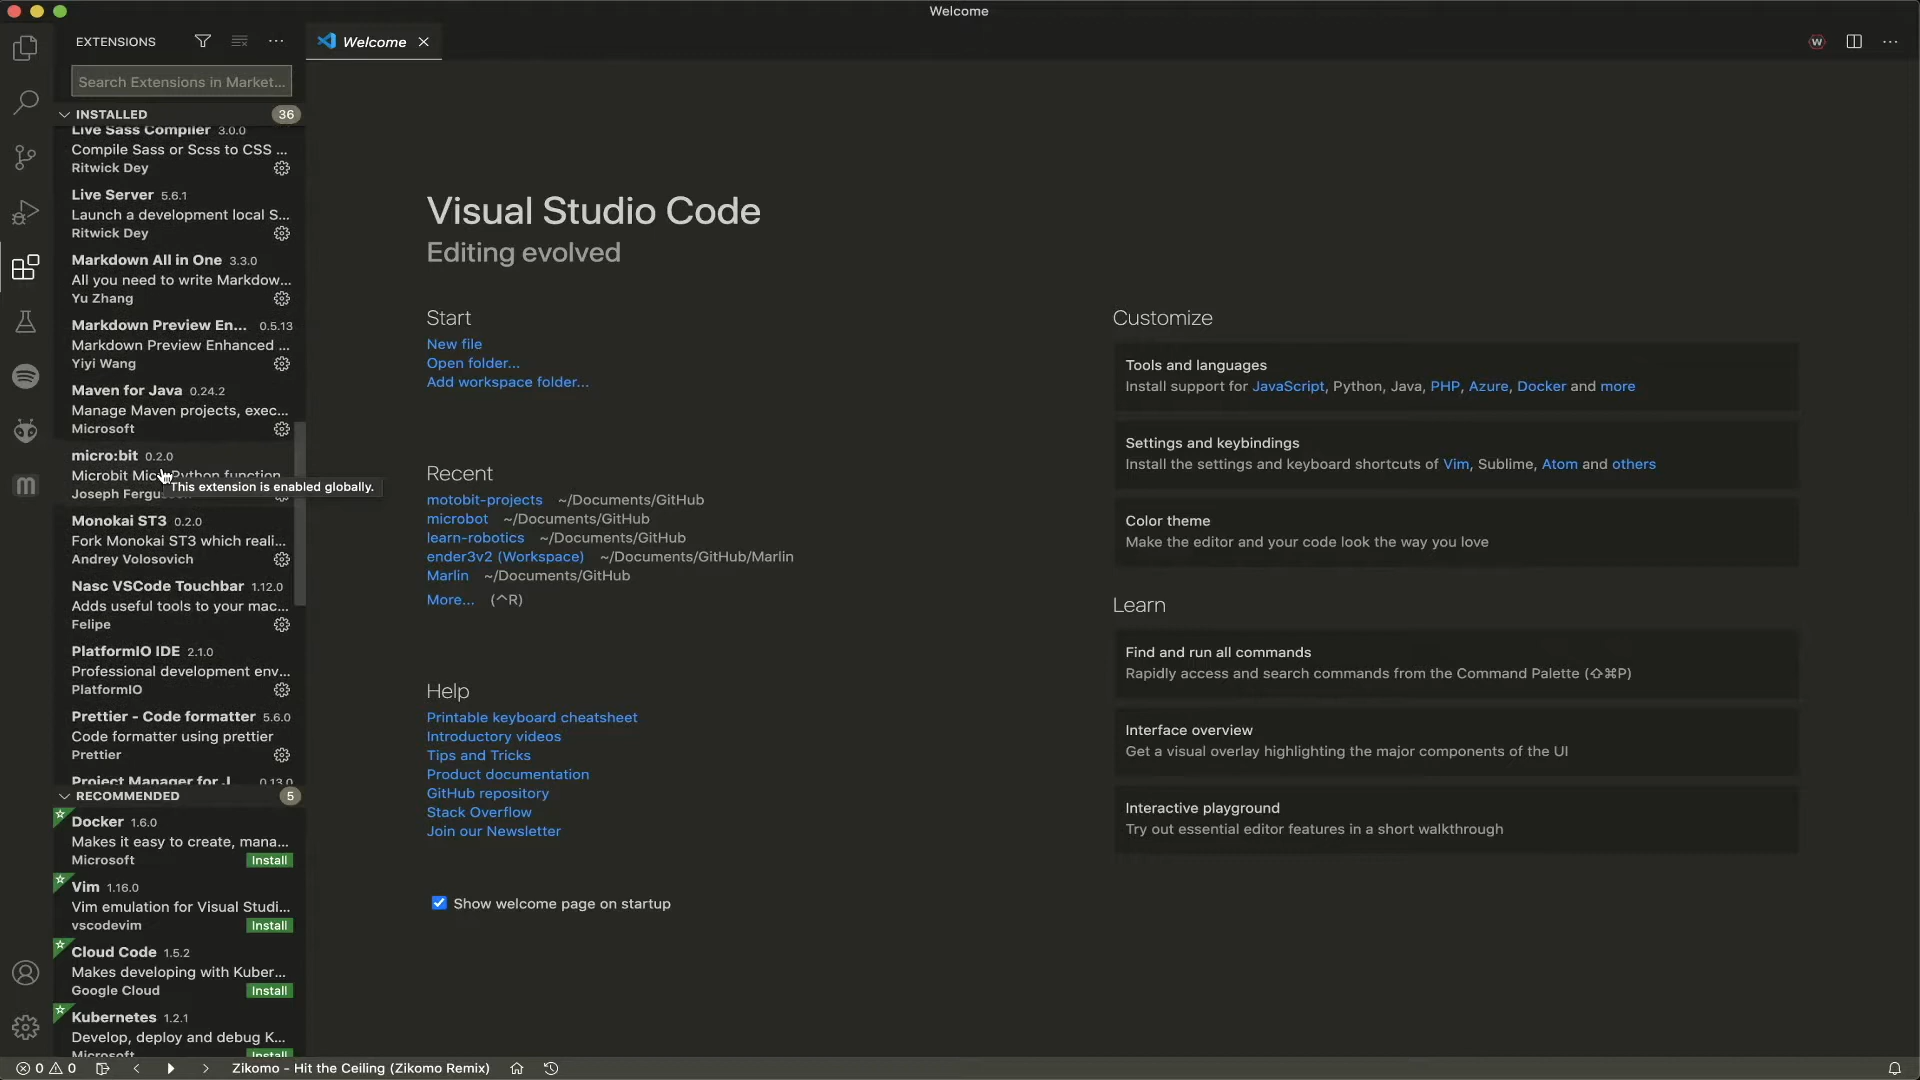 Welcome
EXTENSIONS
Welcome
Search Extensions in Market...
INSTALLED 36
Live Sass Compiler 3.0.0
Compile Sass or Scss to CSS ...
Ritwick Dey
Live Server 5.6.1
Launch a development local S...
Ritwick Dey
Markdown All in One 3.3.0
All you need to write Markdow...
Yu Zhang
Markdown Preview En... 0.5.13
Markdown Preview Enhanced ...
Yiyi Wang
Maven for Java 0.24.2
Manage Maven projects, exec...
Microsoft
micro:bit 0.2.0
Microbit Mic Python function
Joseph Fergu
This extension is enabled globally.
Monokai ST3 0.2.0
Fork Monokai ST3 which reali...
Andrey Volosovich
Nasc VSCode Touchbar 1.12.0
Adds useful tools to your mac...
Felipe
PlatformIO IDE 2.1.0
Professional development env...
PlatformIO
Prettier - Code formatter 5.6.0
Code formatter using prettier
Prettier
Project Manager for J... 0.13.0
RECOMMENDED 5
Docker 1.6.0
Makes it easy to create, mana...
Microsoft Install
Vim 1.16.0
Vim emulation for Visual Studi...
vscodevim Install
Cloud Code 1.5.2
Makes developing with Kuber...
Google Cloud Install
Kubernetes 1.2.1
Develop, deploy and debug K...
Microsoft Install
Visual Studio Code
Editing evolved
Start
New file
Open folder...
Add workspace folder...
Recent
motobit-projects ~/Documents/GitHub
microbot ~/Documents/GitHub
learn-robotics ~/Documents/GitHub
ender3v2 (Workspace) ~/Documents/GitHub/Marlin
Marlin ~/Documents/GitHub
More... (^R)
Help
Printable keyboard cheatsheet
Introductory videos
Tips and Tricks
Product documentation
GitHub repository
Stack Overflow
Join our Newsletter
Show welcome page on startup
Customize
Tools and languages
Install support for JavaScript, Python, Java, PHP, Azure, Docker and more
Settings and keybindings
Install the settings and keyboard shortcuts of Vim, Sublime, Atom and others
Color theme
Make the editor and your code look the way you love
Learn
Find and run all commands
Rapidly access and search commands from the Command Palette (⇧⌘P)
Interface overview
Get a visual overlay highlighting the major components of the UI
Interactive playground
Try out essential editor features in a short walkthrough
0 0 Zikomo - Hit the Ceiling (Zikomo Remix)